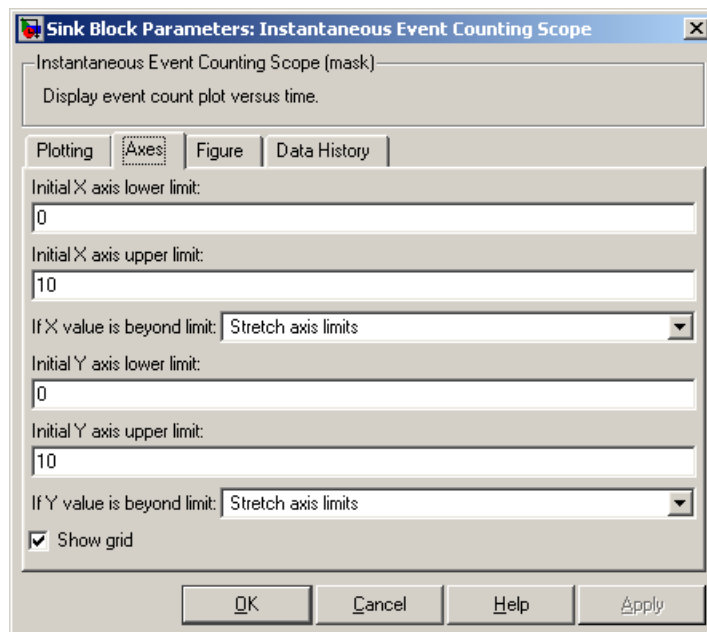 Sink Block Parameters: Instantaneous Event Counting Scope
Instantaneous Event Counting Scope (mask)
Display event count plot versus time.
Plotting Axes Figure Data History
Initial X axis lower limit:
0
Initial X axis upper limit:
10
If X value is beyond limit: Stretch axis limits
Initial Y axis lower limit:
0
Initial Y axis upper limit:
10
If Y value is beyond limit: Stretch axis limits
Show grid
OK Cancel Help Apply